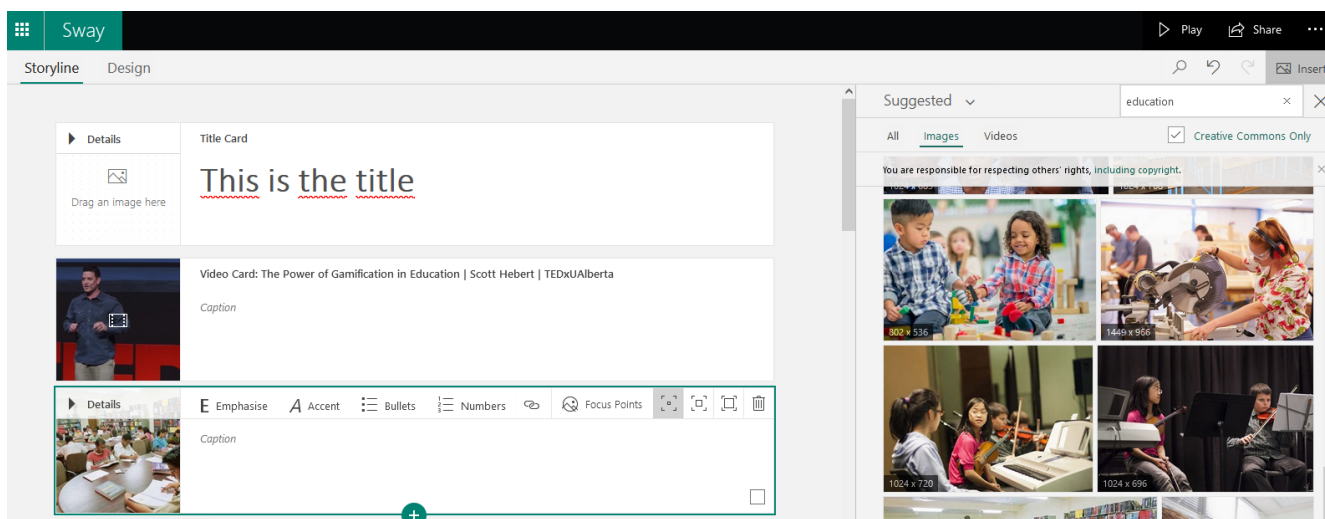 Sway
Play Share ...
Storyline Design
Insert
Suggested
education
Details
Title Card
All Images Videos
Creative Commons Only
You are responsible for respecting others' rights, including copyright.
Drag an image here
This is the title
Video Card: The Power of Gamification in Education | Scott Hebert | TEDxUAlberta
Caption
802 x 536
1449 x 966
Details
E Emphasise A Accent Bullets Numbers Focus Points
Caption
1024 x 720
1024 x 696